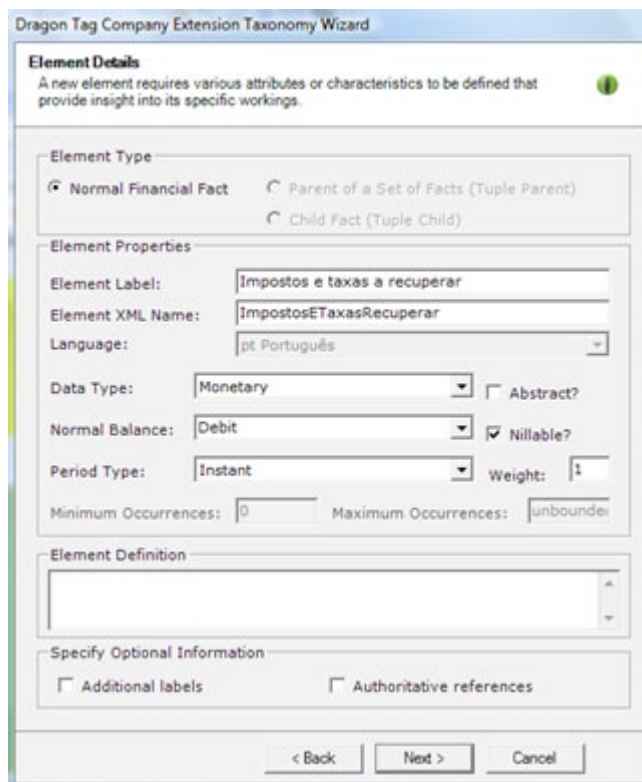 Dragon Tag Company Extension Taxonomy Wizard
Element Details
A new element requires various attributes or characteristics to be defined that
provide insight into its specific workings.
Element Type
Normal Financial Fact
Parent of a Set of Facts (Tuple Parent)
Child Fact (Tuple Child)
Element Properties
Element Label: Impostos e taxas a recuperar
Element XML Name: ImpostosETaxasRecuperar
Language: pt Português
Data Type: Monetary Abstract?
Normal Balance: Debit Nillable?
Period Type: Instant Weight: 1
Minimum Occurrences: 0 Maximum Occurrences: unbounde
Element Definition
Specify Optional Information
Additional labels Authoritative references
< Back Next > Cancel